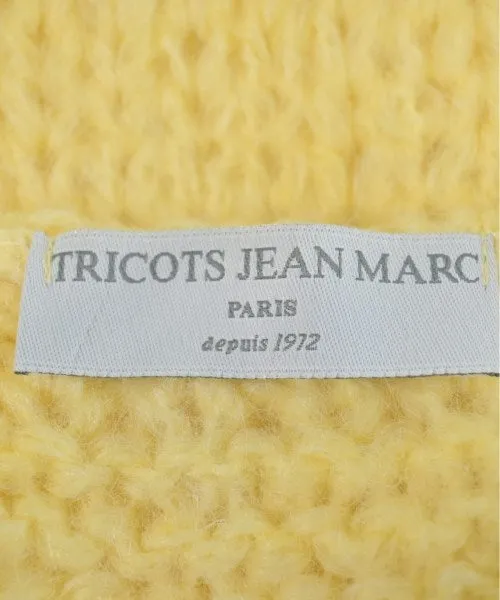 TRICOTS JEAN MARC
PARIS
depuis 1972